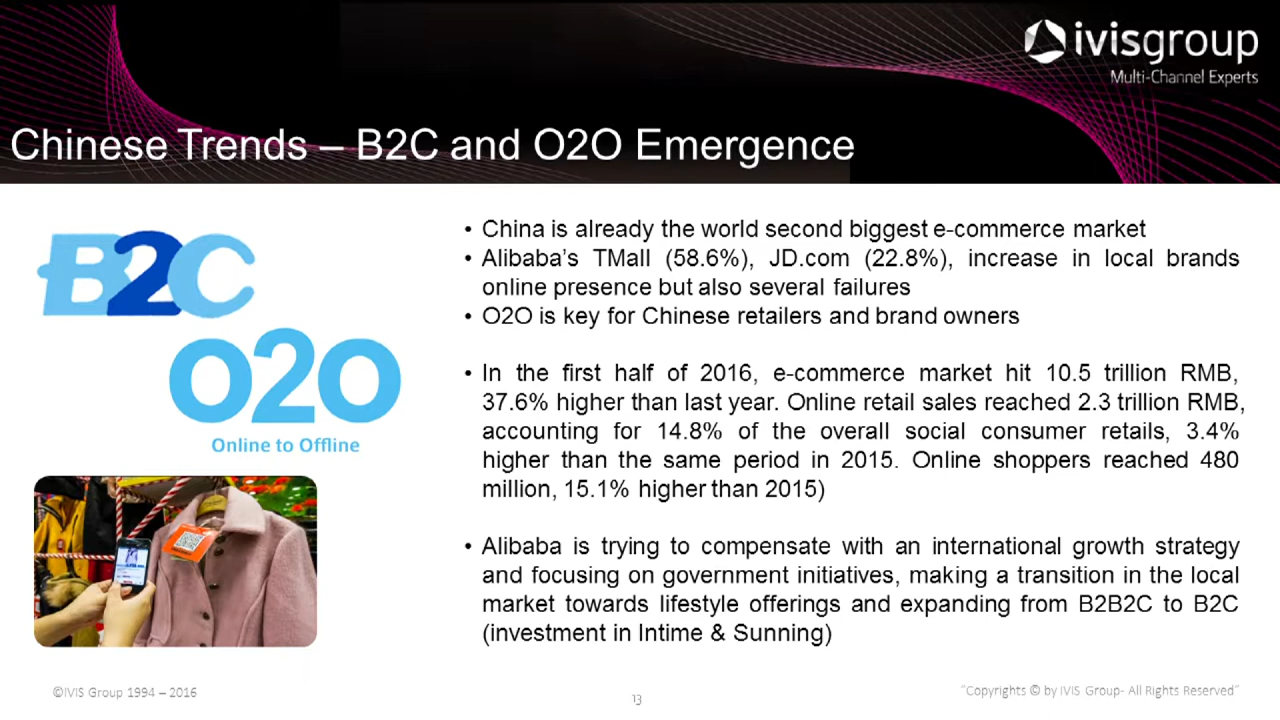 ivisgroup
Multi-Channel Experts
Chinese Trends – B2C and O2O Emergence
B2C
O2O
Online to Offline
• China is already the world second biggest e-commerce market
• Alibaba's TMall (58.6%), JD.com (22.8%), increase in local brands
online presence but also several failures
• O2O is key for Chinese retailers and brand owners
• In the first half of 2016, e-commerce market hit 10.5 trillion RMB,
37.6% higher than last year. Online retail sales reached 2.3 trillion RMB,
accounting for 14.8% of the overall social consumer retails, 3.4%
higher than the same period in 2015. Online shoppers reached 480
million, 15.1% higher than 2015)
• Alibaba is trying to compensate with an international growth strategy
and focusing on government initiatives, making a transition in the local
market towards lifestyle offerings and expanding from B2B2C to B2C
(investment in Intime & Sunning)
©IVIS Group 1994 – 2016
13
"Copyrights © by IVIS Group- All Rights Reserved"